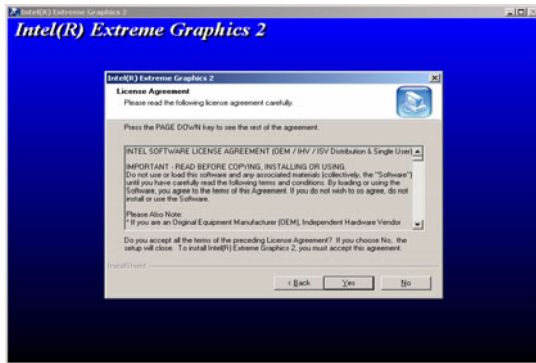 Intel(R) Extreme Graphics 2
Intel(R) Extreme Graphics 2
Intel(R) Extreme Graphics 2
License Agreement
Please read the following license agreement carefully.
Press the PAGE DOWN key to see the rest of the agreement.
INTEL SOFTWARE LICENSE AGREEMENT (OEM / IHV / ISV Distribution & Single User)
IMPORTANT - READ BEFORE COPYING, INSTALLING OR USING.
Do not use or load this software and any associated materials (collectively, the "Software")
until you have carefully read the following terms and conditions. By loading or using the
Software, you agree to the terms of this Agreement. If you do not wish to so agree, do not
install or use the Software.
Please Also Note:
* If you are an Original Equipment Manufacturer (OEM), Independent Hardware Vendor
Do you accept all the terms of the preceding License Agreement? If you choose No, the
setup will close. To install Intel(R) Extreme Graphics 2, you must accept this agreement.
InstallShield
< Back
Yes
No